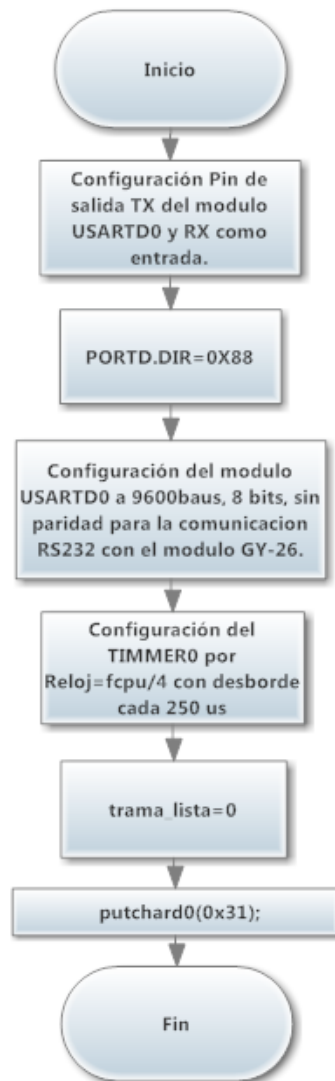 Inicio
Configuración Pin de
salida TX del modulo
USARTD0 y RX como
entrada.
PORTD.DIR=0X88
Configuración del modulo
USARTD0 a 9600baus, 8 bits, sin
paridad para la comunicacion
RS232 con el modulo GY-26.
Configuración del
TIMMER0 por
Reloj=fcpu/4 con desborde
cada 250 us
trama_lista=0
putchard0(0x31);
Fin